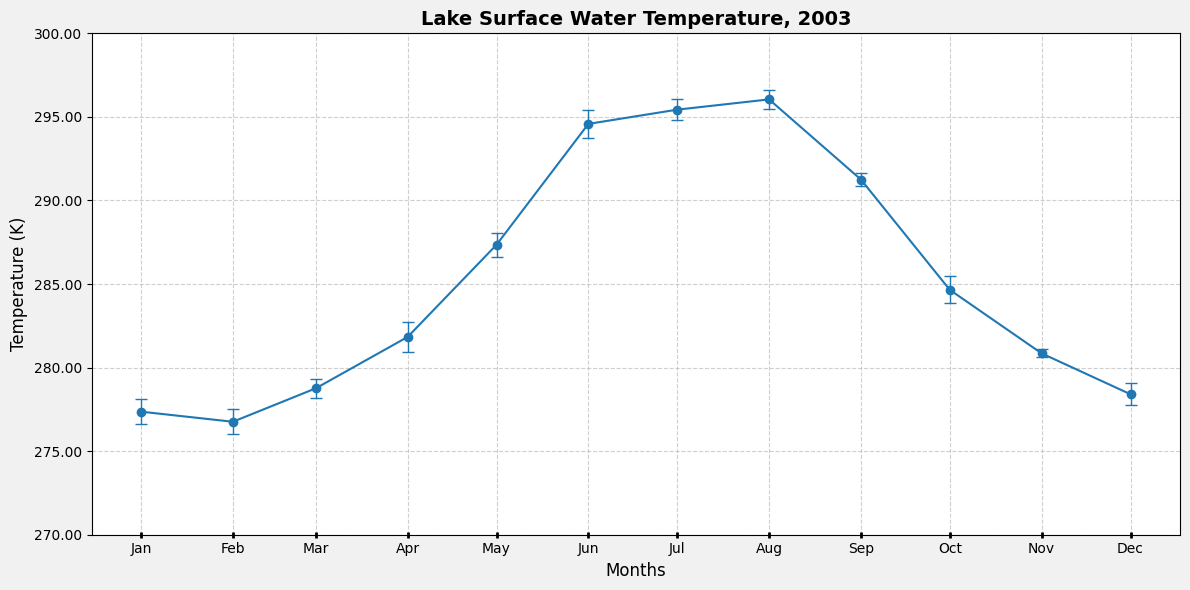 Lake Surface Water Temperature, 2003
300.00
295.00
290.00
285.00
280.00
275.00
270.00
Temperature (K)
Jan Feb Mar Apr May Jun Jul Aug Sep Oct Nov Dec
Months